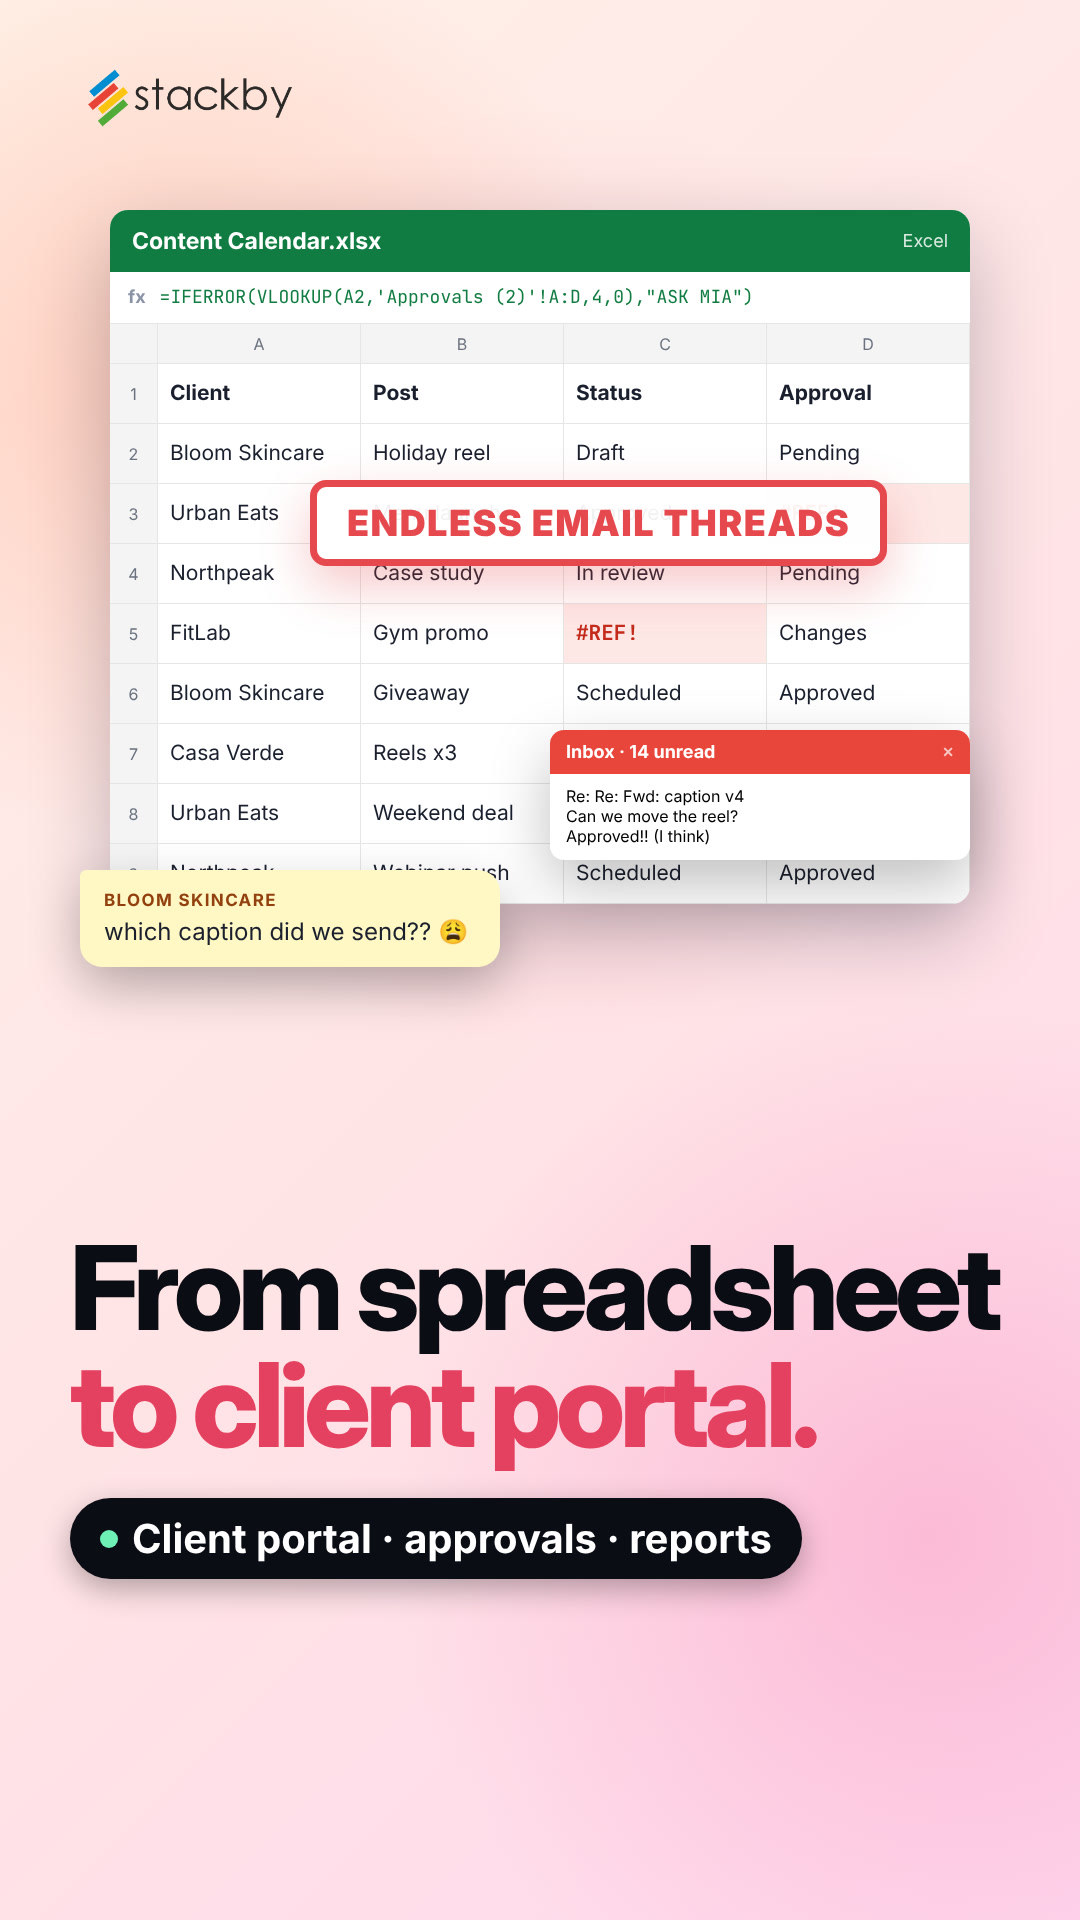 stackby
Content Calendar.xlsx
Excel
fx =IFERROR(VLOOKUP(A2,'Approvals (2)'!A:D,4,0),"ASK MIA")
A B C D
1 Client Post Status Approval
2 Bloom Skincare Holiday reel Draft Pending
3 Urban Eats
ENDLESS EMAIL THREADS
4 Northpeak Case study In review Pending
5 FitLab Gym promo #REF! Changes
6 Bloom Skincare Giveaway Scheduled Approved
7 Casa Verde Reels x3
Inbox · 14 unread ×
Re: Re: Fwd: caption v4
Can we move the reel?
Approved!! (I think)
8 Urban Eats Weekend deal
Northpeak Webinar push Scheduled Approved
BLOOM SKINCARE
which caption did we send?? 😩
From spreadsheet
to client portal.
Client portal · approvals · reports